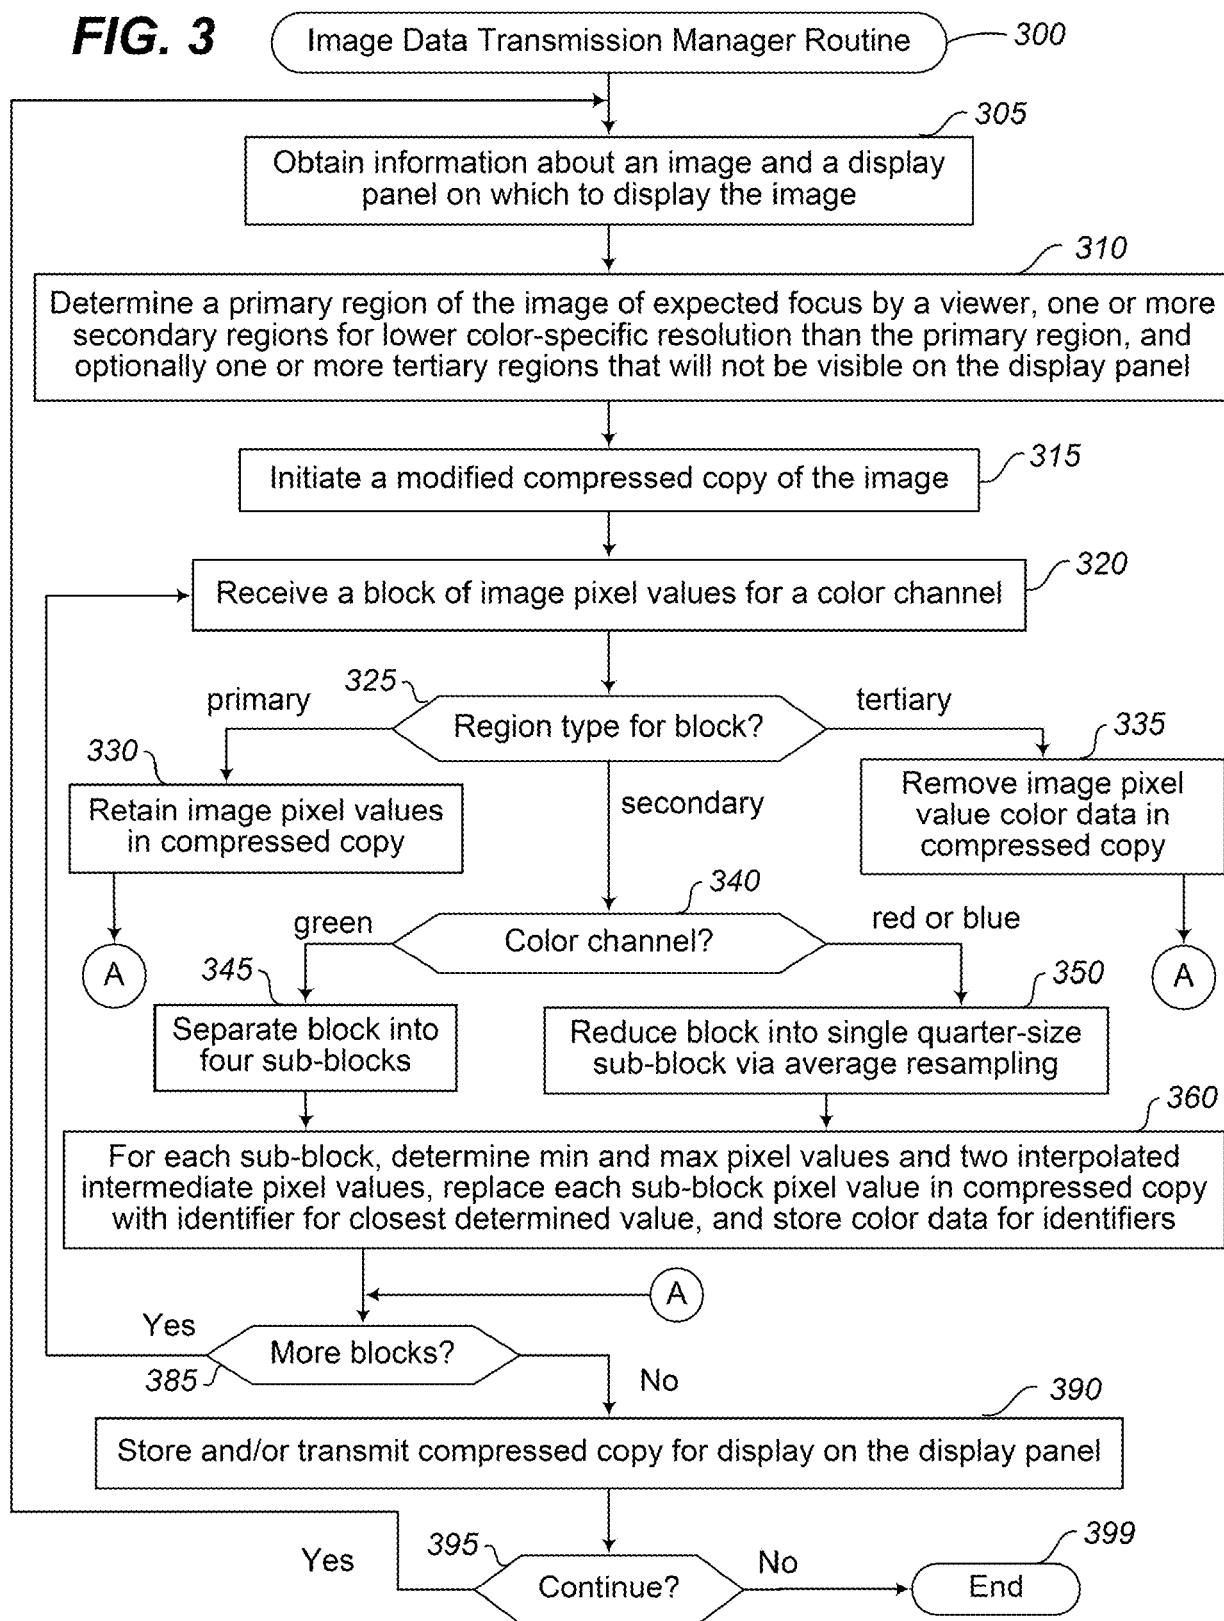 FIG. 3
Image Data Transmission Manager Routine
300
305
Obtain information about an image and a display
panel on which to display the image
310
Determine a primary region of the image of expected focus by a viewer, one or more
secondary regions for lower color-specific resolution than the primary region, and
optionally one or more tertiary regions that will not be visible on the display panel
315
Initiate a modified compressed copy of the image
320
Receive a block of image pixel values for a color channel
325
primary
Region type for block?
tertiary
330
Retain image pixel values
in compressed copy
secondary
335
Remove image pixel
value color data in
compressed copy
A
340
green
Color channel?
red or blue
A
345
Separate block into
four sub-blocks
350
Reduce block into single quarter-size
sub-block via average resampling
360
For each sub-block, determine min and max pixel values and two interpolated
intermediate pixel values, replace each sub-block pixel value in compressed copy
with identifier for closest determined value, and store color data for identifiers
A
Yes
More blocks?
385
No
390
Store and/or transmit compressed copy for display on the display panel
Yes
395
Continue?
No
399
End